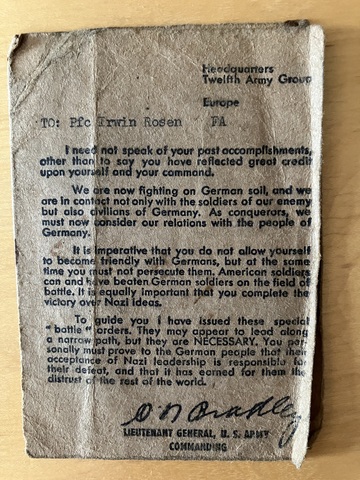 Headquarters
Twelfth Army Group
Europe
TO: Pfc Irwin Rosen FA
I need not speak of your past accomplishments,
other than to say you have reflected great credit
upon yourself and your command.
We are now fighting on German soil, and we
are in contact not only with the soldiers of our enemy
but also civilians of Germany. As conquerors, we
must now consider our relations with the people of
Germany.
It is imperative that you do not allow yourself
to become friendly with Germans, but at the same
time you must not persecute them. American soldiers
can and have beaten German soldiers on the field of
battle. It is equally important that you complete the
victory over Nazi ideas.
To guide you I have issued these special
"battle" orders. They may appear to lead along
a narrow path, but they are NECESSARY. You per-
sonally must prove to the German people that their
acceptance of Nazi leadership is responsible for
their defeat, and that it has earned for them the
distrust of the rest of the world.
O N Bradley
LIEUTENANT GENERAL, U. S. ARMY
COMMANDING